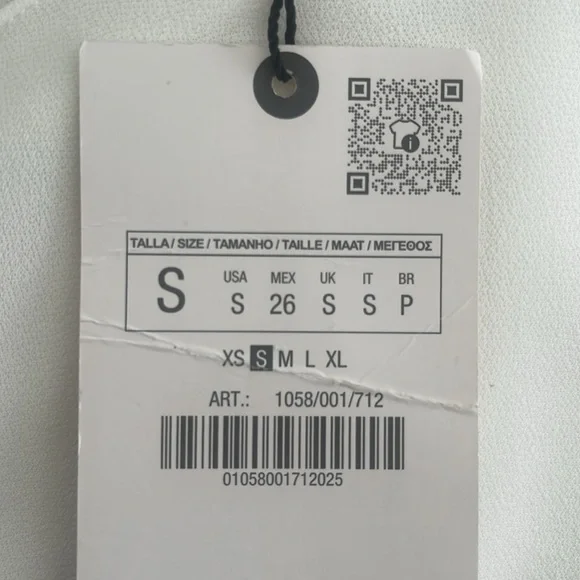 TALLA / SIZE / TAMANHO / TAILLE / MAAT / ΜΕΓΕΘΟΣ
S USA MEX UK IT BR
S 26 S S P
XS S M L XL
ART.: 1058/001/712
01058001712025
i